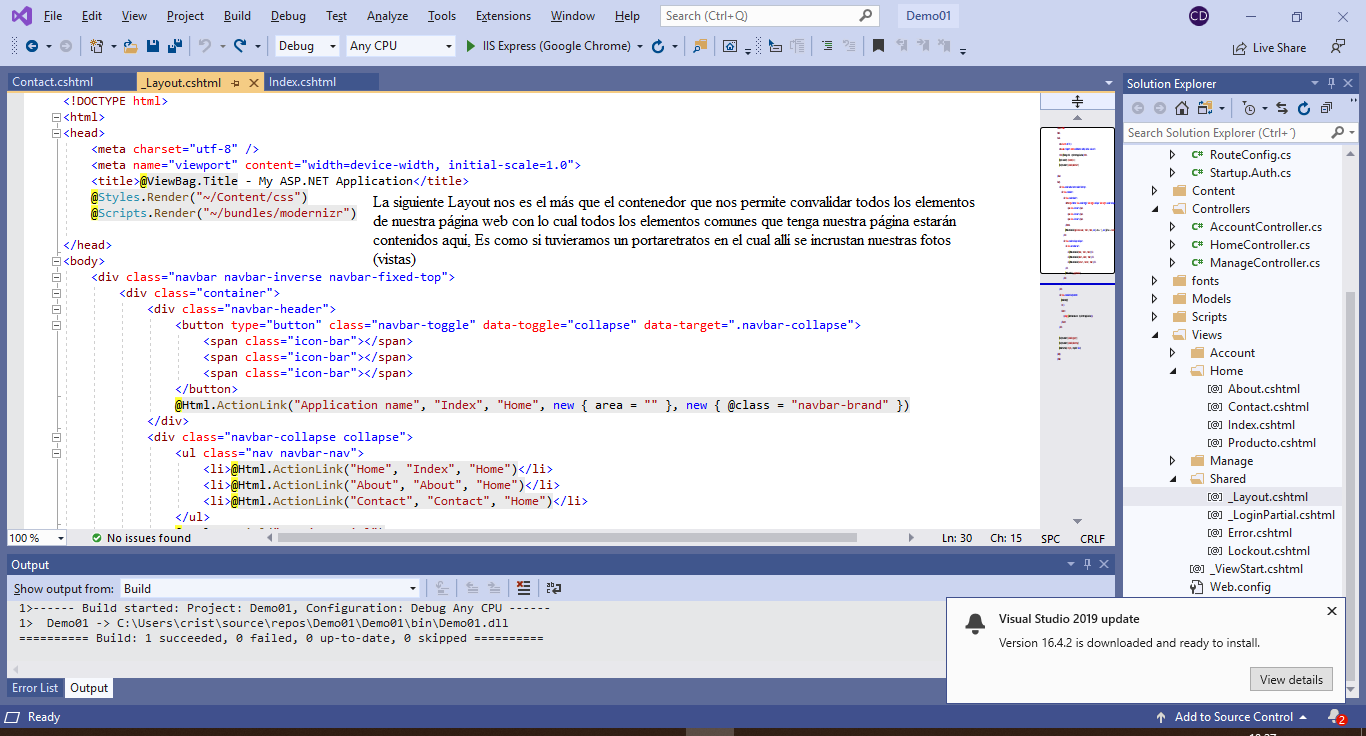 File Edit View Project Build Debug Test Analyze Tools Extensions Window Help Search (Ctrl+Q) Demo01 CD
Debug Any CPU IIS Express (Google Chrome) Live Share
Contact.cshtml _Layout.cshtml Index.cshtml
<!DOCTYPE html>
<html>
<head>
<meta charset="utf-8" />
<meta name="viewport" content="width=device-width, initial-scale=1.0">
<title>@ViewBag.Title - My ASP.NET Application</title>
@Styles.Render("~/Content/css")
@Scripts.Render("~/bundles/modernizr")
La siguiente Layout nos es el más que el contenedor que nos permite convalidar todos los elementos
de nuestra página web con lo cual todos los elementos comunes que tenga nuestra página estarán
contenidos aqui, Es como si tuvieramos un portaretratos en el cual allí se incrustan nuestras fotos
(vistas)
</head>
<body>
<div class="navbar navbar-inverse navbar-fixed-top">
<div class="container">
<div class="navbar-header">
<button type="button" class="navbar-toggle" data-toggle="collapse" data-target=".navbar-collapse">
<span class="icon-bar"></span>
<span class="icon-bar"></span>
<span class="icon-bar"></span>
</button>
@Html.ActionLink("Application name", "Index", "Home", new { area = "" }, new { @class = "navbar-brand" })
</div>
<div class="navbar-collapse collapse">
<ul class="nav navbar-nav">
<li>@Html.ActionLink("Home", "Index", "Home")</li>
<li>@Html.ActionLink("About", "About", "Home")</li>
<li>@Html.ActionLink("Contact", "Contact", "Home")</li>
</ul>
100 % No issues found Ln: 30 Ch: 15 SPC CRLF
Solution Explorer
Search Solution Explorer (Ctrl+´)
C# RouteConfig.cs
C# Startup.Auth.cs
Content
Controllers
C# AccountController.cs
C# HomeController.cs
C# ManageController.cs
fonts
Models
Scripts
Views
Account
Home
[@] About.cshtml
[@] Contact.cshtml
[@] Index.cshtml
[@] Producto.cshtml
Manage
Shared
[@] _Layout.cshtml
[@] _LoginPartial.cshtml
[@] Error.cshtml
[@] Lockout.cshtml
[@] _ViewStart.cshtml
Web.config
Output
Show output from: Build
1>------ Build started: Project: Demo01, Configuration: Debug Any CPU ------
1>  Demo01 -> C:\Users\crist\source\repos\Demo01\Demo01\bin\Demo01.dll
========== Build: 1 succeeded, 0 failed, 0 up-to-date, 0 skipped ==========
Visual Studio 2019 update
Version 16.4.2 is downloaded and ready to install.
View details
Error List Output
Ready Add to Source Control 2